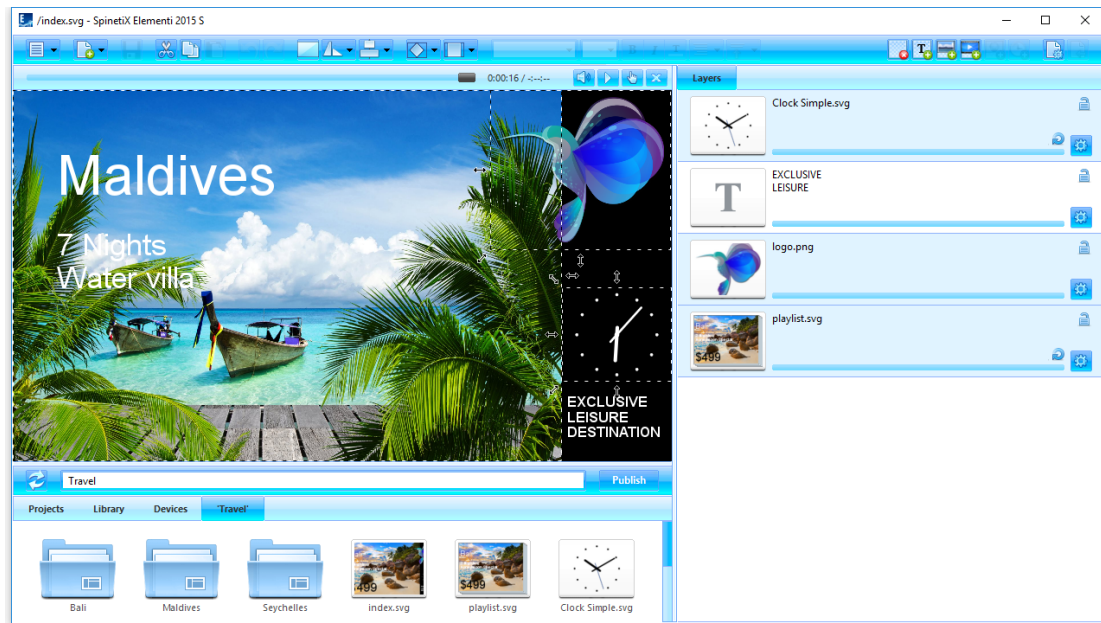 /index.svg - SpinetiX Elementi 2015 S
B I T
T
0:00:16 / -:--:--
Layers
Maldives
7 Nights
Water villa
EXCLUSIVE
LEISURE
DESTINATION
Clock Simple.svg
T
EXCLUSIVE
LEISURE
logo.png
playlist.svg
$499
Travel
Publish
Projects
Library
Devices
'Travel'
Bali
Maldives
Seychelles
499
index.svg
$499
playlist.svg
Clock Simple.svg